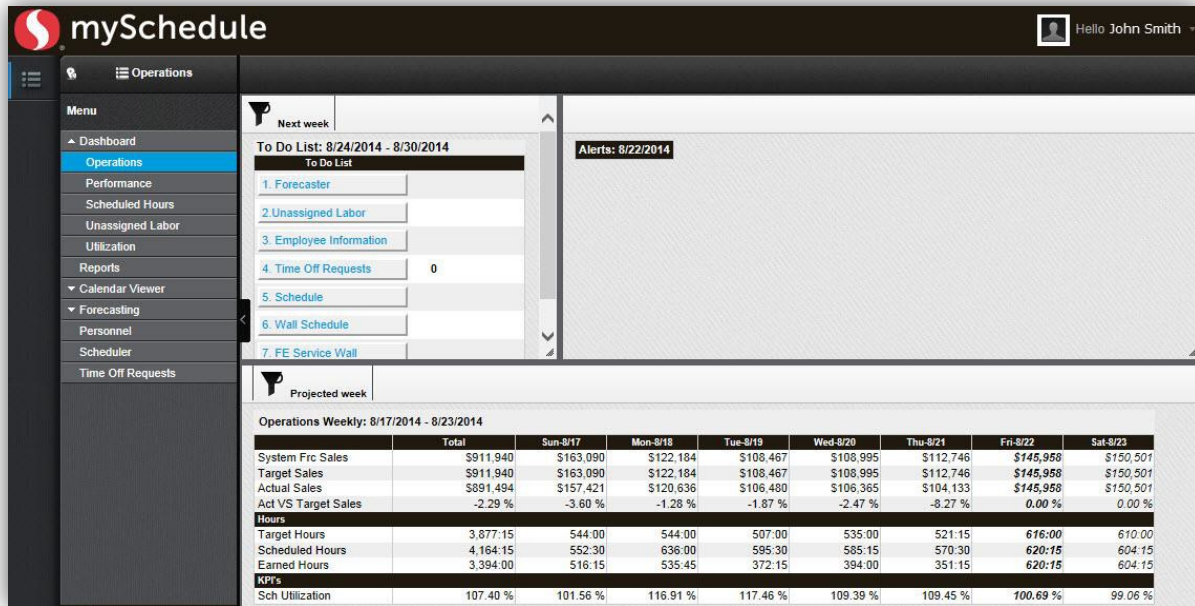 mySchedule
Hello John Smith
Operations
Menu
Dashboard
Operations
Performance
Scheduled Hours
Unassigned Labor
Utilization
Reports
Calendar Viewer
Forecasting
Personnel
Scheduler
Time Off Requests
Next week
To Do List: 8/24/2014 - 8/30/2014
To Do List
1. Forecaster
2.Unassigned Labor
3. Employee Information
4. Time Off Requests 0
5. Schedule
6. Wall Schedule
7. FE Service Wall
Alerts: 8/22/2014
Projected week
Operations Weekly: 8/17/2014 - 8/23/2014
Total Sun-8/17 Mon-8/18 Tue-8/19 Wed-8/20 Thu-8/21 Fri-8/22 Sat-8/23
System Frc Sales $911,940 $163,090 $122,184 $108,467 $108,995 $112,746 $145,958 $150,501
Target Sales $911,940 $163,090 $122,184 $108,467 $108,995 $112,746 $145,958 $150,501
Actual Sales $891,494 $157,421 $120,636 $106,480 $106,365 $104,133 $145,958 $150,501
Act VS Target Sales -2.29 % -3.60 % -1.28 % -1.87 % -2.47 % -8.27 % 0.00 % 0.00 %
Hours
Target Hours 3,877:15 544:00 544:00 507:00 535:00 521:15 616:00 610:00
Scheduled Hours 4,164:15 552:30 636:00 595:30 585:15 570:30 620:15 604:15
Earned Hours 3,394:00 516:15 535:45 372:15 394:00 351:15 620:15 604:15
KPI's
Sch Utilization 107.40 % 101.56 % 116.91 % 117.46 % 109.39 % 109.45 % 100.69 % 99.06 %